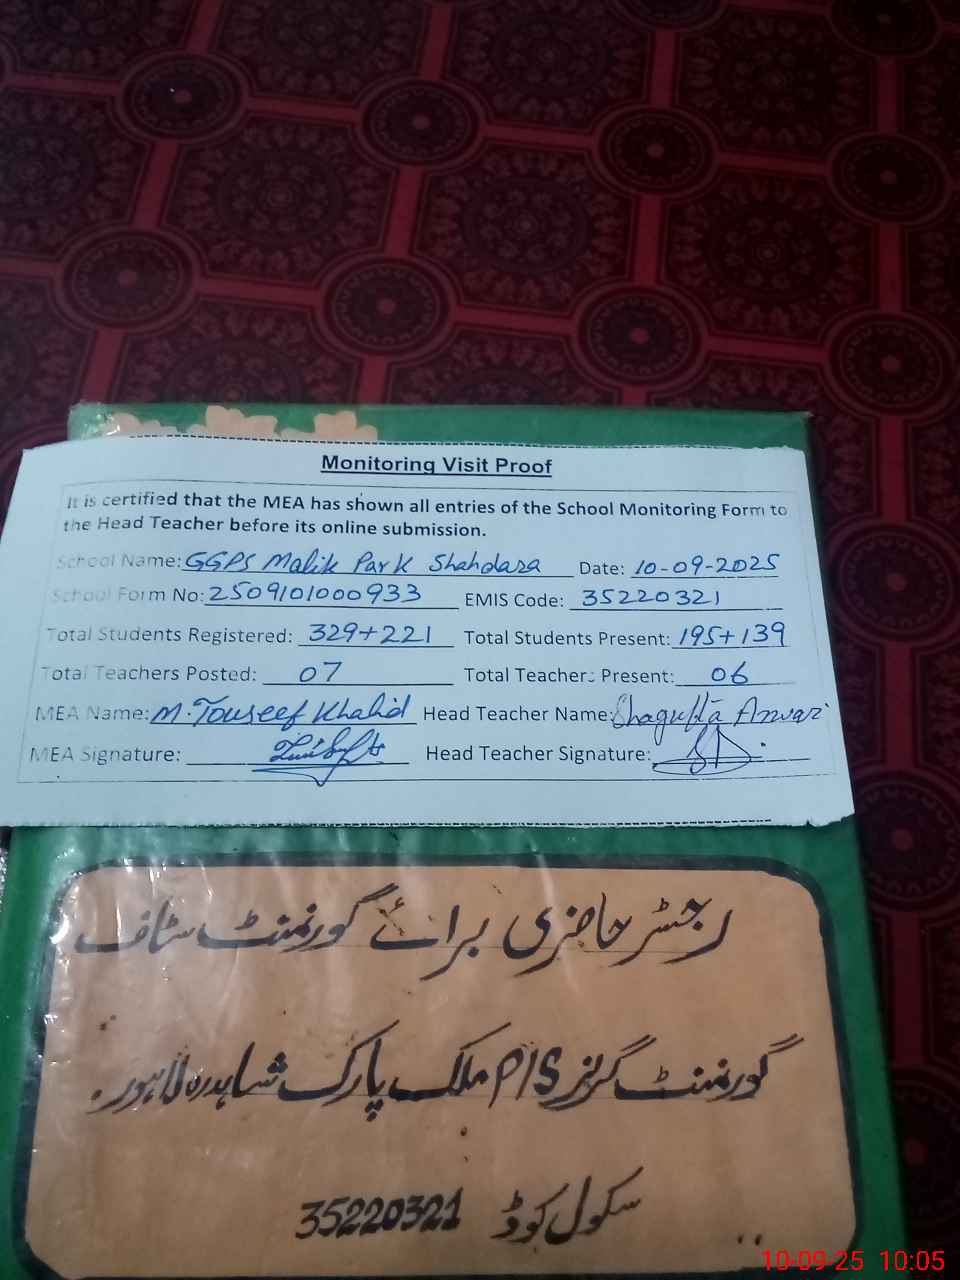 Monitoring Visit Proof
It is certified that the MEA has shown all entries of the School Monitoring Form to
the Head Teacher before its online submission.
School Name: GGPS Malik Park Shahdara Date: 10-09-2025
School Form No: 2509101000933 EMIS Code: 35220321
Total Students Registered: 329+221 Total Students Present: 195+139
Total Teachers Posted: 07 Total Teachers Present: 06
MEA Name: M. Touseef Khalid Head Teacher Name: Shagufta Anwar
MEA Signature: Head Teacher Signature:
رجسٹر حاضری برائے گورنمنٹ سٹاف
گورنمنٹ گرلز P/S ملک پارک شاہدرہ لاہور.
سکول کوڈ 35220321
10-09-25 10:05